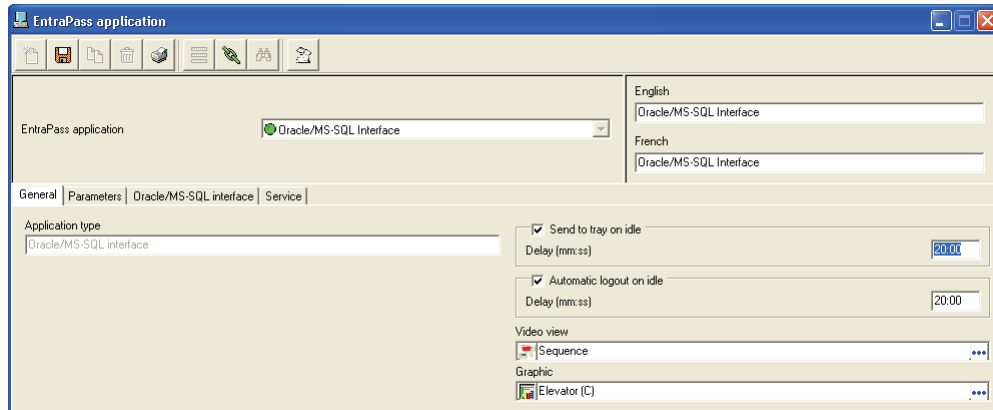 EntraPass application
English
Oracle/MS-SQL Interface
EntraPass application
Oracle/MS-SQL Interface
French
Oracle/MS-SQL Interface
General Parameters Oracle/MS-SQL interface Service
Application type
Oracle/MS-SQL interface
Send to tray on idle
Delay (mm:ss) 20:00
Automatic logout on idle
Delay (mm:ss) 20:00
Video view
Sequence
Graphic
Elevator (C)